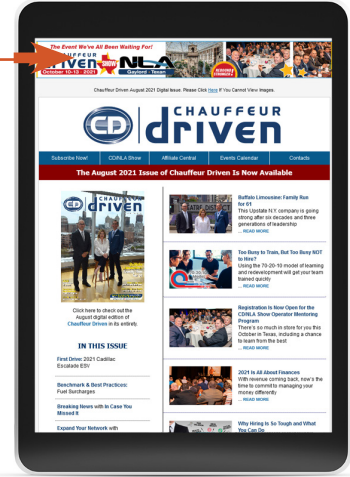 The Event We've All Been Waiting For!
CHAUFFEUR
DRIVEN SHOW NLA
October 10-13 · 2021 Gaylord · Texan
Chauffeur Driven August 2021 Digital Issue. Please Click Here If You Cannot View Images.
CD CHAUFFEUR
driven
Subscribe Now! CD/NLA Show Affiliate Central Events Calendar Contacts
The August 2021 Issue of Chauffeur Driven Is Now Available
CHAUFFEUR
driven
Click here to check out the
August digital edition of
Chauffeur Driven in its entirety.
IN THIS ISSUE
First Drive: 2021 Cadillac
Escalade ESV
Benchmark & Best Practices:
Fuel Surcharges
Breaking News with In Case You
Missed It
Expand Your Network with
Buffalo Limousine: Family Run
for 61
This Upstate N.Y. company is going
strong after six decades and three
generations of leadership
... READ MORE
Too Busy to Train, But Too Busy NOT
to Hire?
Using the 70-20-10 model of learning
and redevelopment will get your team
trained quickly
... READ MORE
Registration Is Now Open for the
CD/NLA Show Operator Mentoring
Program
There's so much in store for you this
October in Texas, including a chance
to learn from the best
... READ MORE
2021 Is All About Finances
With revenue coming back, now's the
time to commit to managing your
money differently
... READ MORE
Why Hiring Is So Tough and What
You Can Do